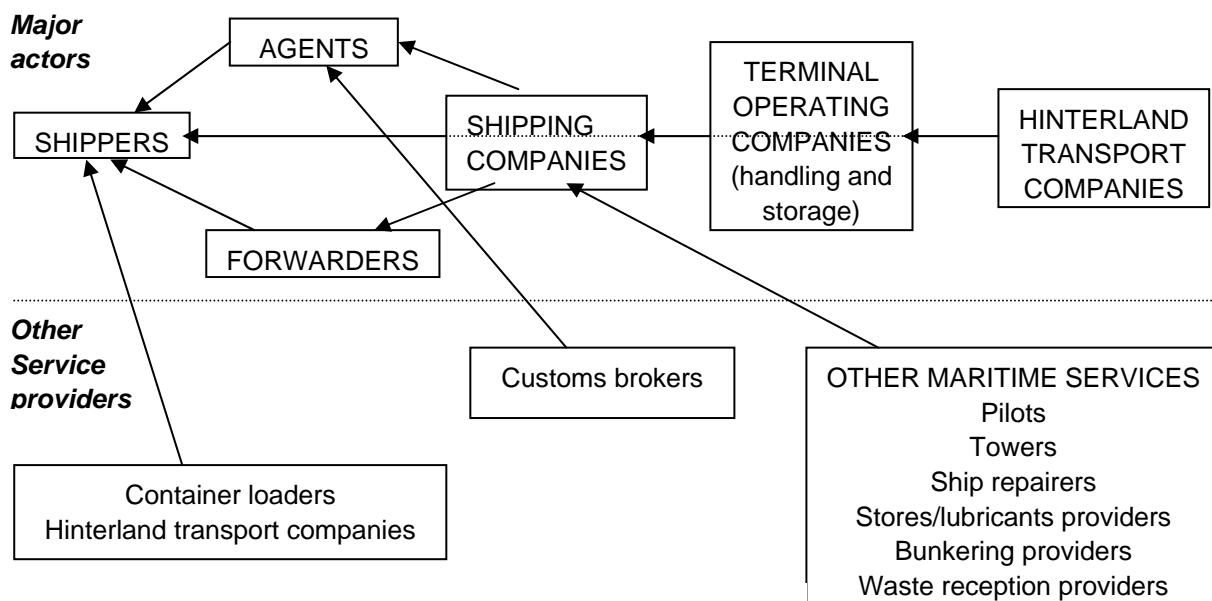 Major
actors
AGENTS
SHIPPERS
SHIPPING
COMPANIES
TERMINAL
OPERATING
COMPANIES
(handling and
storage)
HINTERLAND
TRANSPORT
COMPANIES
FORWARDERS
Other
Service
providers
Customs brokers
OTHER MARITIME SERVICES
Pilots
Towers
Ship repairers
Stores/lubricants providers
Bunkering providers
Waste reception providers
Container loaders
Hinterland transport companies